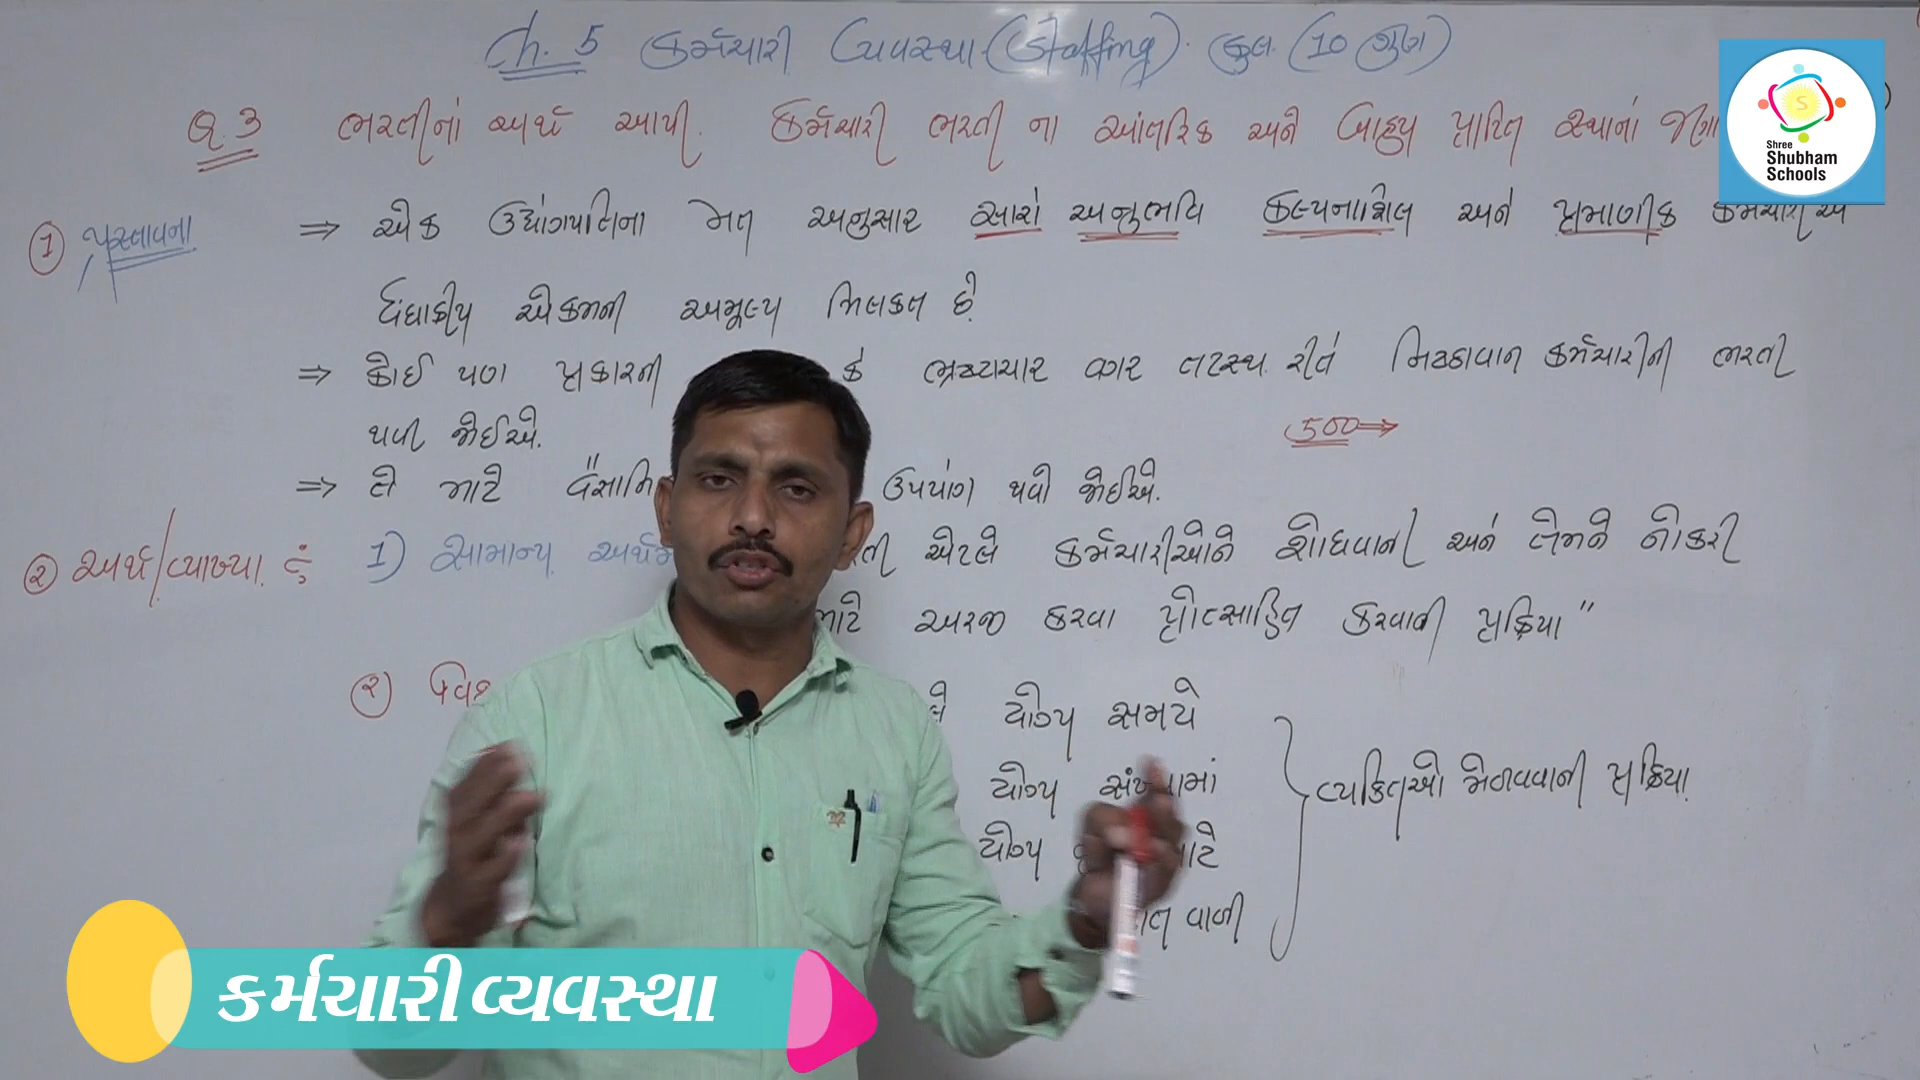 Ch. 5 કર્મચારી વ્યવસ્થા (Staffing). કુલ (10 ગુણ)
Q.3 ભરતીનાં અર્થ આપી. કર્મચારી ભરતી ના આંતરિક અને બાહ્ય પ્રાપ્તિ સ્થાનાં
Shree
Shubham
Schools
① પ્રસ્તાવના ⇒ એક ઉદ્યોગપતિના મત અનુસાર સારો અનુભવિ કલ્પનાશિલ અને પ્રમાણીક કર્મચારી એ
ધંધાકીય એકમની અમૂલ્ય મિલકત છે.
⇒ કોઈ પણ પ્રકારની કે ભ્રષ્ટાચાર વગર તટસ્થ રીતે નિષ્ઠાવાન કર્મચારીની ભરતી
થવી જોઈએ.
500 →
⇒ તે માટે ઉપયોગ થવો જોઈએ.
② અર્થ/વ્યાખ્યા 1) સામાન્ય એટલે કર્મચારીઓને શોધવાની અને તેમને નોકરી
માટે અરજી કરવા પ્રોત્સાહિત કરવાની પ્રક્રિયા"
(૨) યોગ્ય સમયે
યોગ્ય સંખ્યામાં
વ્યકિતઓ મેળવવાની પ્રક્રિયા
યોગ્ય માટે
વાળી
કર્મચારી વ્યવસ્થા